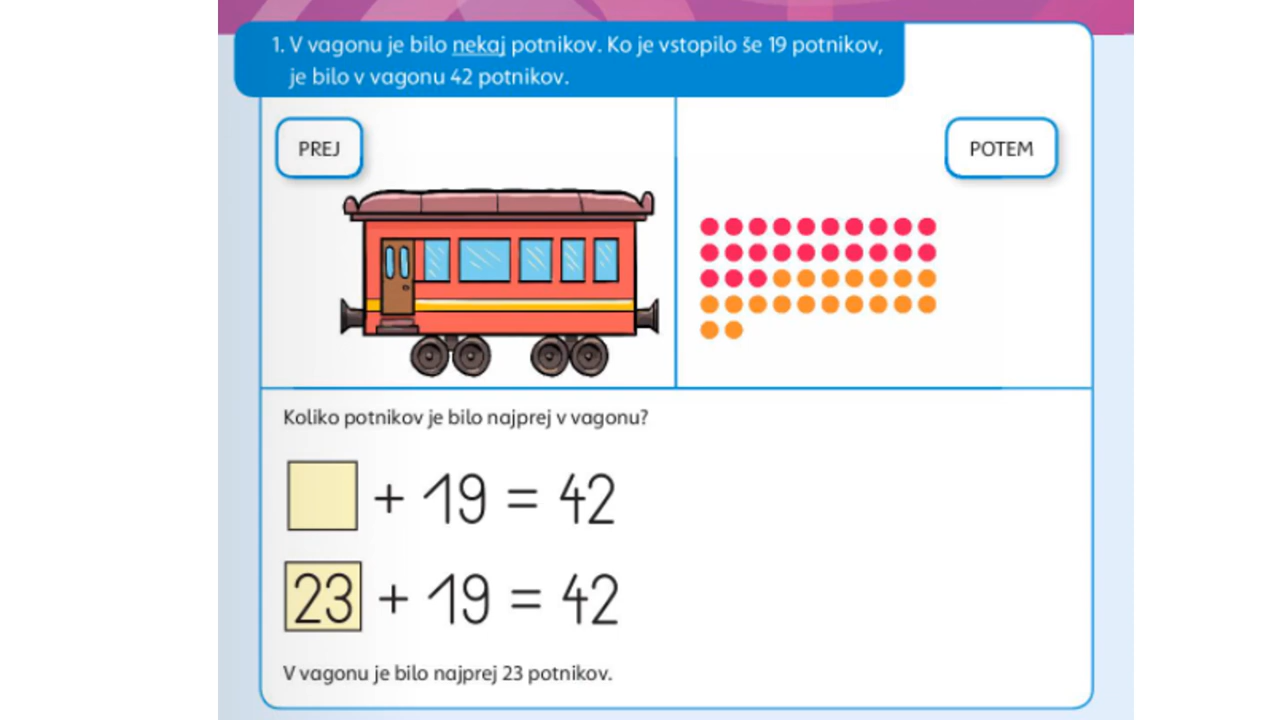 1. V vagonu je bilo nekaj potnikov. Ko je vstopilo še 19 potnikov,
je bilo v vagonu 42 potnikov.
PREJ
POTEM
Koliko potnikov je bilo najprej v vagonu?
+ 19 = 42
23 + 19 = 42
V vagonu je bilo najprej 23 potnikov.